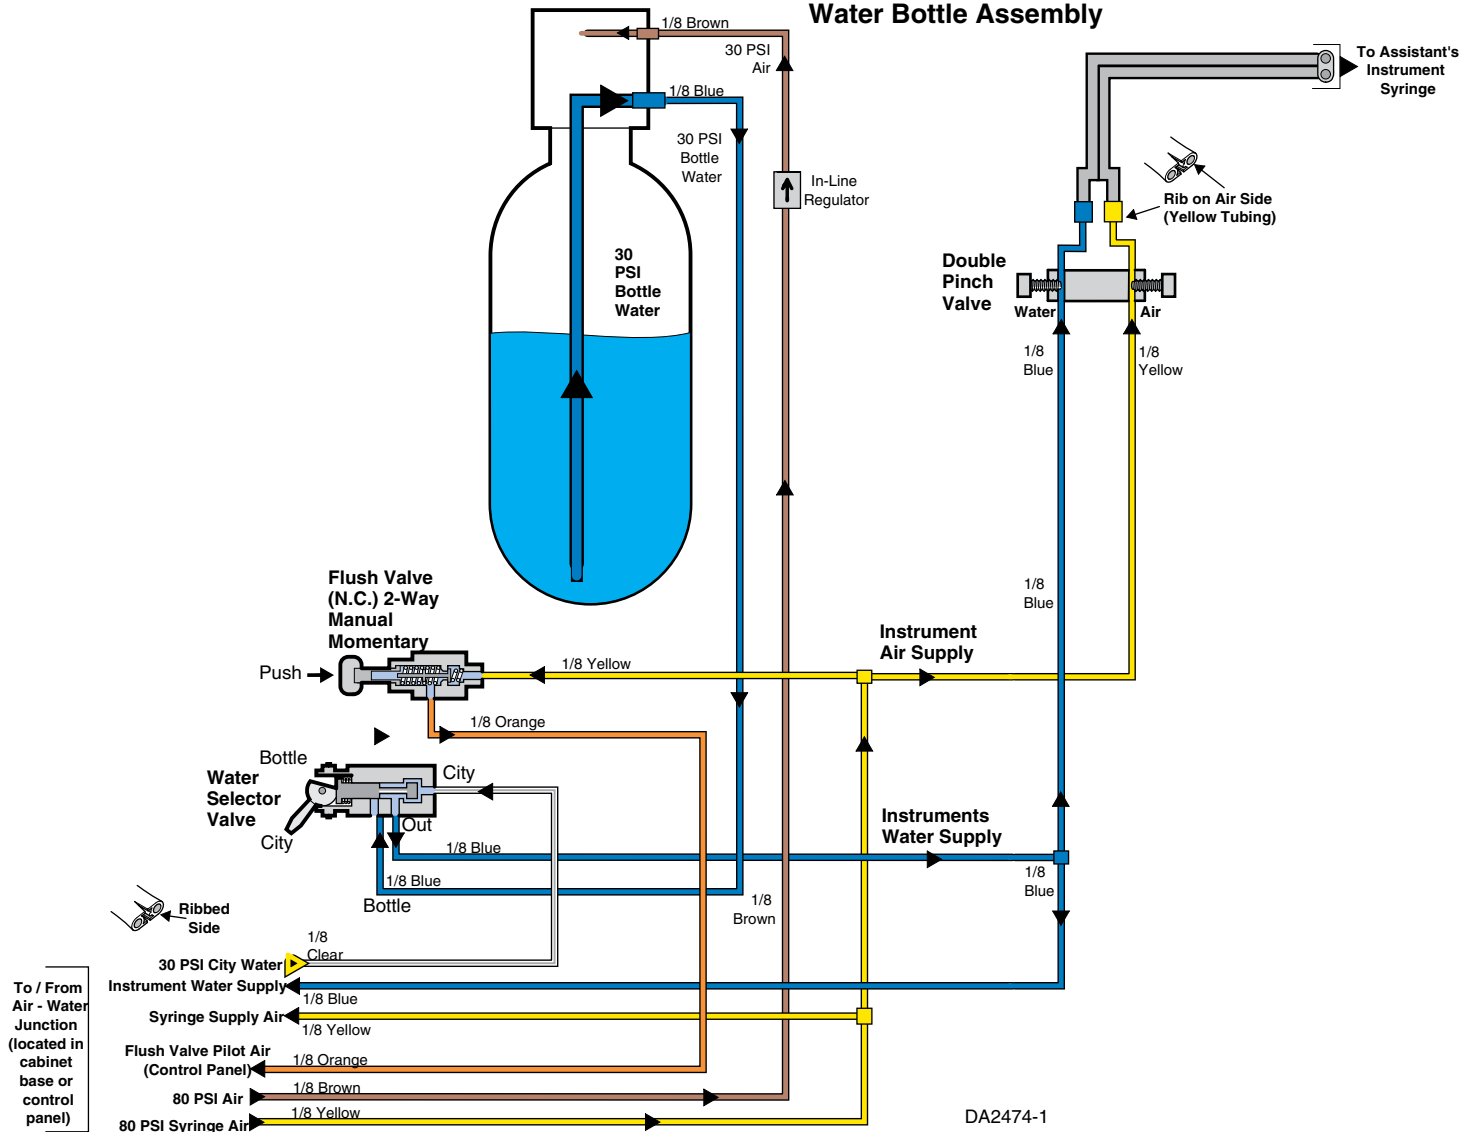 Water Bottle Assembly
1/8 Brown
30 PSI
Air
To Assistant's
Instrument
Syringe
1/8 Blue
30 PSI
Bottle
Water
In-Line
Regulator
Rib on Air Side
(Yellow Tubing)
30
PSI
Bottle
Water
Double
Pinch
Valve
Water
Air
1/8
Blue
1/8
Yellow
Flush Valve
(N.C.) 2-Way
Manual
Momentary
1/8
Blue
Push
1/8 Yellow
Instrument
Air Supply
1/8 Orange
Bottle
City
Water
Selector
Valve
City
Out
Instruments
Water Supply
1/8 Blue
1/8 Blue
Bottle
1/8
Blue
1/8
Brown
Ribbed
Side
1/8
Clear
30 PSI City Water
Instrument Water Supply
1/8 Blue
Syringe Supply Air
1/8 Yellow
To / From
Air - Water
Junction
(located in
cabinet
base or
control
panel)
Flush Valve Pilot Air
(Control Panel)
1/8 Orange
80 PSI Air
1/8 Brown
80 PSI Syringe Air
1/8 Yellow
DA2474-1